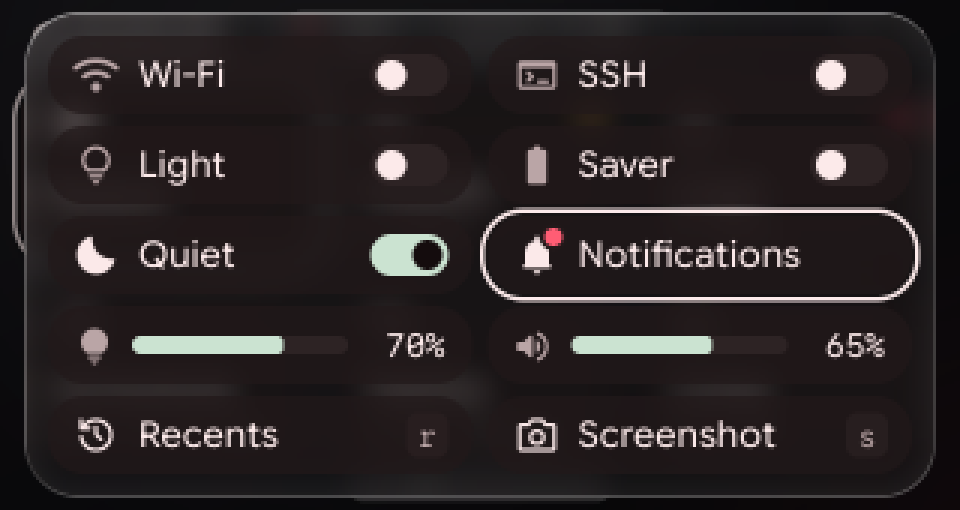 Wi-Fi SSH
Light Saver
Quiet Notifications
70% 65%
Recents r Screenshot s